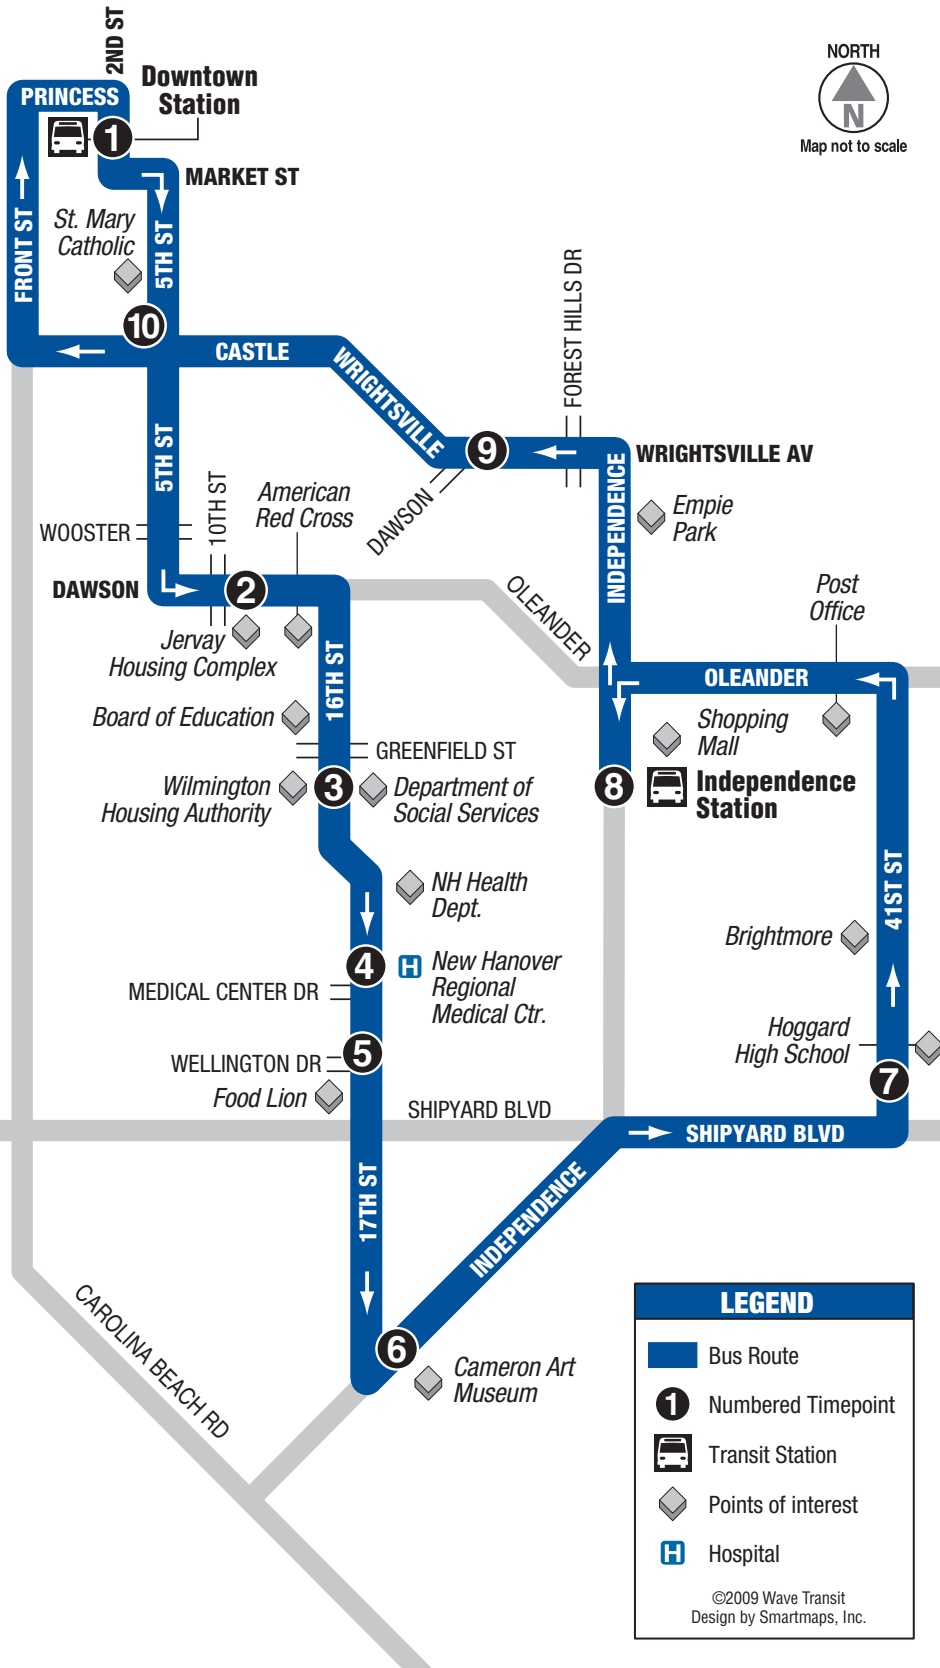 2ND ST
NORTH
N
Map not to scale
Downtown
Station
PRINCESS
1
MARKET ST
FRONT ST
St. Mary
Catholic
5TH ST
10
CASTLE
WRIGHTSVILLE
FOREST HILLS DR
9
WRIGHTSVILLE AV
DAWSON
INDEPENDENCE
Empie
Park
5TH ST
10TH ST
American
Red Cross
WOOSTER
DAWSON
2
OLEANDER
Post
Office
Jervay
Housing Complex
16TH ST
OLEANDER
Board of Education
Shopping
Mall
GREENFIELD ST
Wilmington
Housing Authority
3
Department of
Social Services
8
Independence
Station
NH Health
Dept.
41ST ST
Brightmore
4
H
New Hanover
Regional
Medical Ctr.
MEDICAL CENTER DR
Hoggard
High School
WELLINGTON DR
5
7
Food Lion
SHIPYARD BLVD
SHIPYARD BLVD
17TH ST
INDEPENDENCE
CAROLINA BEACH RD
6
Cameron Art
Museum
LEGEND
Bus Route
1
Numbered Timepoint
Transit Station
Points of interest
H
Hospital
©2009 Wave Transit
Design by Smartmaps, Inc.